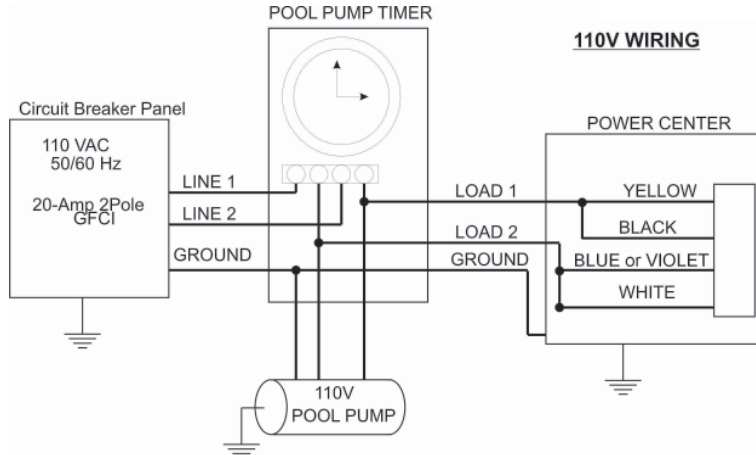 POOL PUMP TIMER
110V WIRING
Circuit Breaker Panel
110 VAC
50/60 Hz
20-Amp 2Pole
GFCI
LINE 1
LINE 2
GROUND
POWER CENTER
LOAD 1
YELLOW
BLACK
LOAD 2
GROUND
BLUE or VIOLET
WHITE
110V
POOL PUMP